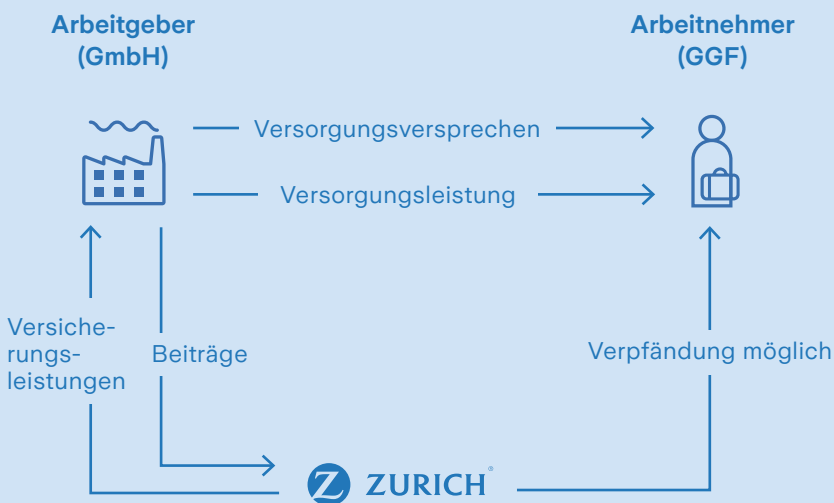 Arbeitgeber
(GmbH)
Arbeitnehmer
(GGF)
Versorgungsversprechen
Versorgungsleistung
Versiche-
rungs-
leistungen
Beiträge
Verpfändung möglich
Z ZURICH®